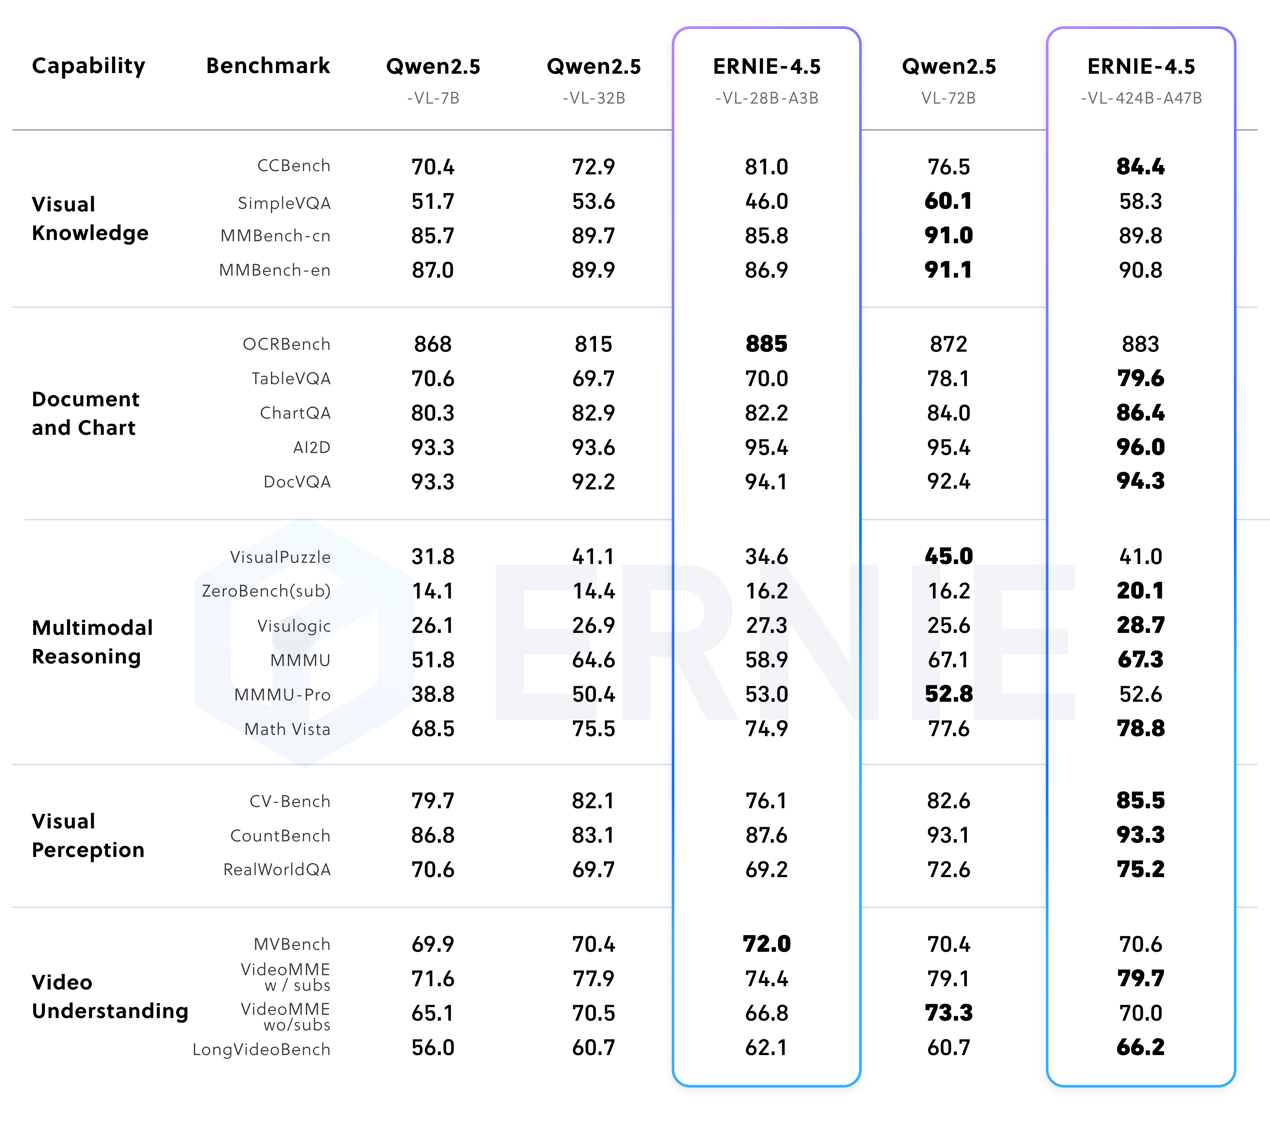 Capability Benchmark Qwen2.5 Qwen2.5 ERNIE-4.5 Qwen2.5 ERNIE-4.5
-VL-7B -VL-32B -VL-28B-A3B VL-72B -VL-424B-A47B
Visual
Knowledge
CCBench 70.4 72.9 81.0 76.5 84.4
SimpleVQA 51.7 53.6 46.0 60.1 58.3
MMBench-cn 85.7 89.7 85.8 91.0 89.8
MMBench-en 87.0 89.9 86.9 91.1 90.8
Document
and Chart
OCRBench 868 815 885 872 883
TableVQA 70.6 69.7 70.0 78.1 79.6
ChartQA 80.3 82.9 82.2 84.0 86.4
AI2D 93.3 93.6 95.4 95.4 96.0
DocVQA 93.3 92.2 94.1 92.4 94.3
Multimodal
Reasoning
VisualPuzzle 31.8 41.1 34.6 45.0 41.0
ZeroBench(sub) 14.1 14.4 16.2 16.2 20.1
Visulogic 26.1 26.9 27.3 25.6 28.7
MMMU 51.8 64.6 58.9 67.1 67.3
MMMU-Pro 38.8 50.4 53.0 52.8 52.6
Math Vista 68.5 75.5 74.9 77.6 78.8
ERNIE
Visual
Perception
CV-Bench 79.7 82.1 76.1 82.6 85.5
CountBench 86.8 83.1 87.6 93.1 93.3
RealWorldQA 70.6 69.7 69.2 72.6 75.2
Video
Understanding
MVBench 69.9 70.4 72.0 70.4 70.6
VideoMME
w / subs 71.6 77.9 74.4 79.1 79.7
VideoMME
wo/subs 65.1 70.5 66.8 73.3 70.0
LongVideoBench 56.0 60.7 62.1 60.7 66.2